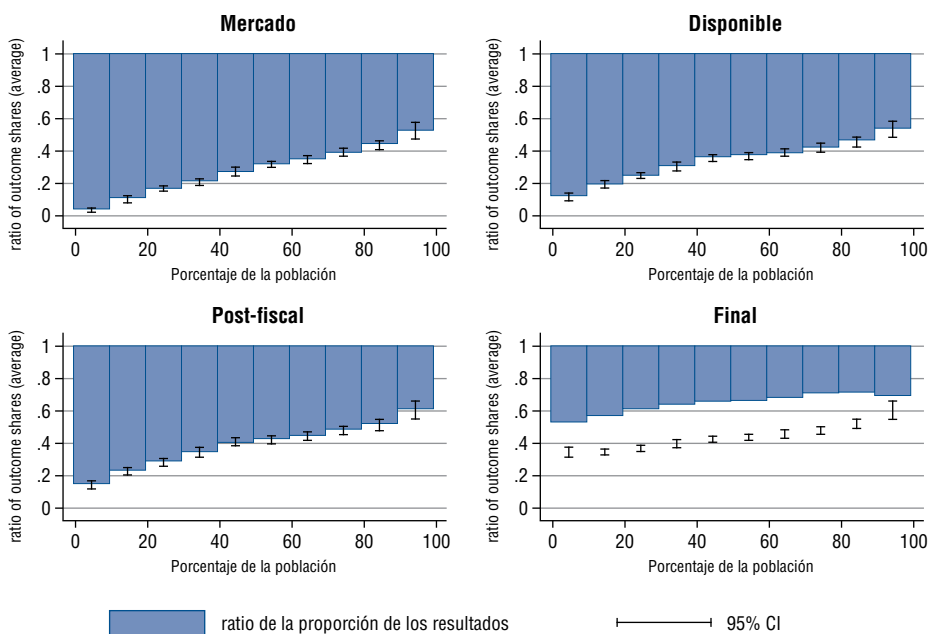 Mercado
ratio of outcome shares (average)
1
.8
.6
.4
.2
0
0 20 40 60 80 100
Porcentaje de la población
Disponible
ratio of outcome shares (average)
1
.8
.6
.4
.2
0
0 20 40 60 80 100
Porcentaje de la población
Post-fiscal
ratio of outcome shares (average)
1
.8
.6
.4
.2
0
0 20 40 60 80 100
Porcentaje de la población
Final
ratio of outcome shares (average)
1
.8
.6
.4
.2
0
0 20 40 60 80 100
Porcentaje de la población
ratio de la proporción de los resultados
95% CI